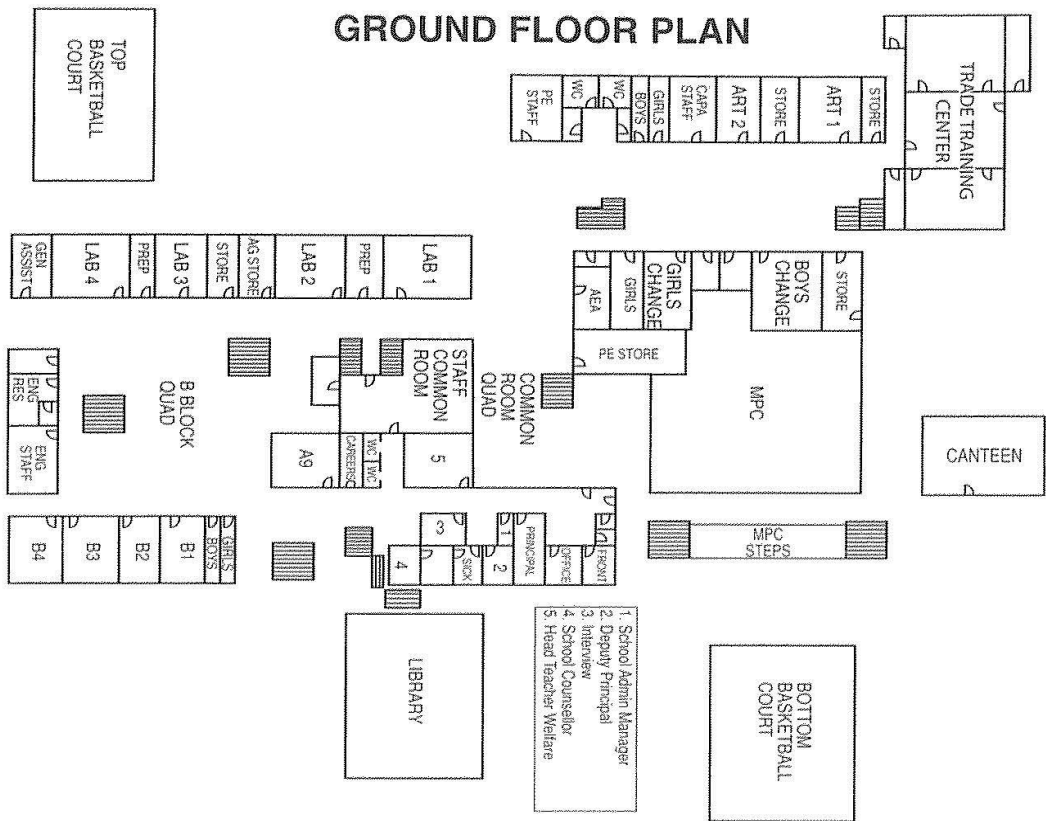 GROUND FLOOR PLAN
TOP
BASKETBALL
COURT
PE
STAFF
WC
WC
BOYS
GIRLS
CAPA
STAFF
ART 2
STORE
ART 1
STORE
TRADE TRAINING
CENTER
GEN
ASSIST
LAB 4
PREP
LAB 3
STORE
AG STORE
LAB 2
PREP
LAB 1
AEA
GIRLS
GIRLS
CHANGE
BOYS
CHANGE
STORE
PE STORE
MPC
STAFF
COMMON
ROOM
COMMON
ROOM
QUAD
B BLOCK
QUAD
ENG
RES
ENG
STAFF
A9
CAREERS
WC
WC
5
CANTEEN
B4
B3
B2
B1
BOYS
GIRLS
3
1
PRINCIPAL
4
SICK
2
OFFICE
FRONT
MPC
STEPS
LIBRARY
1. School Admin Manager
2. Deputy Principal
3. Interview
4. School Counsellor
5. Head Teacher Welfare
BOTTOM
BASKETBALL
COURT